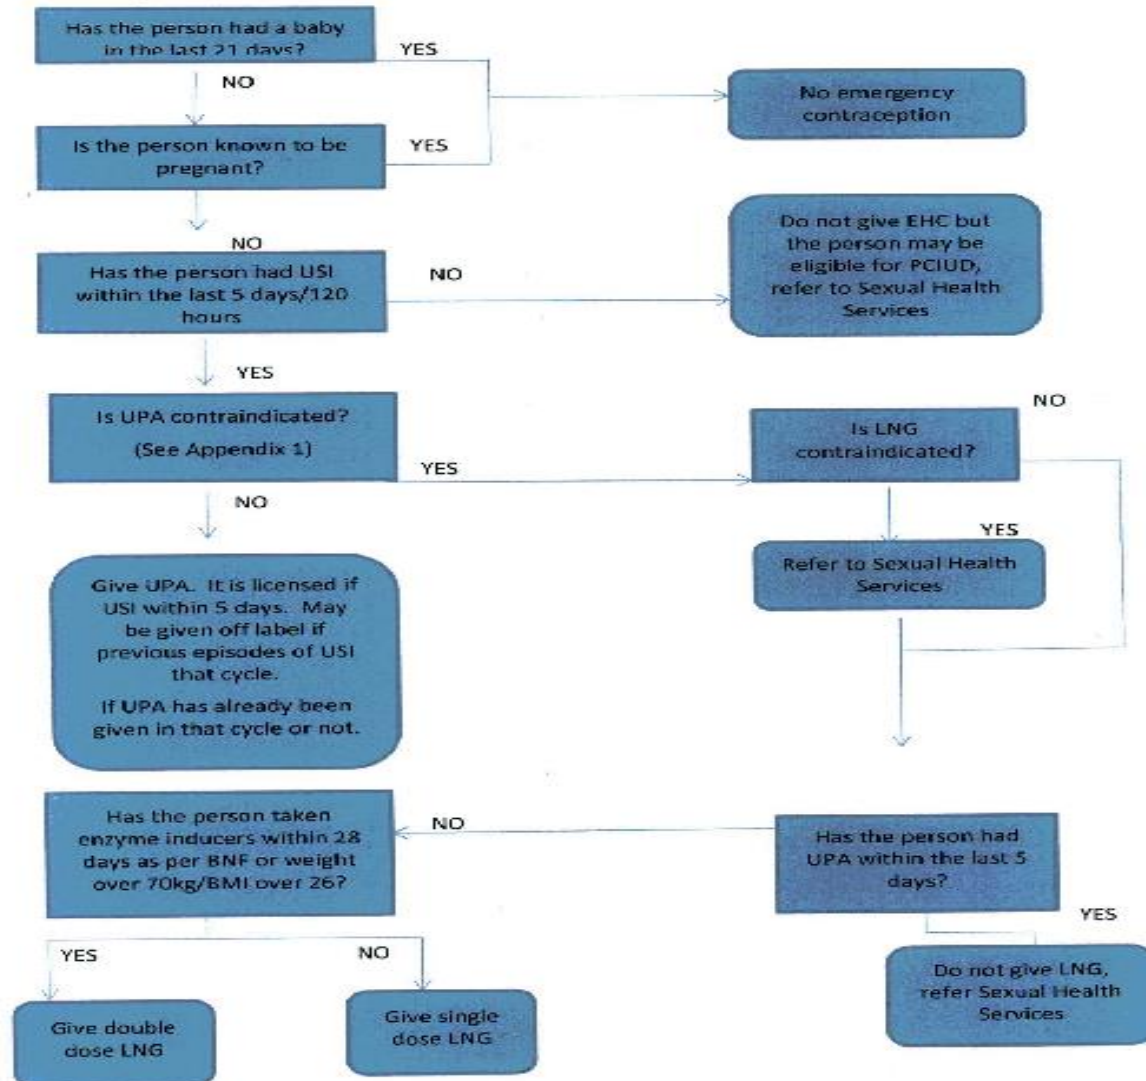 Has the person had a baby
in the last 21 days?
YES
NO
No emergency
contraception
Is the person known to be
pregnant?
YES
NO
Do not give EHC but
the person may be
eligible for PCIUD,
refer to Sexual Health
Services
Has the person had USI
within the last 5 days/120
hours
NO
YES
Is UPA contraindicated?
(See Appendix 1)
YES
NO
Is LNG
contraindicated?
NO
YES
Refer to Sexual Health
Services
Give UPA. It is licensed if
USI within 5 days. May
be given off label if
previous episodes of USI
that cycle.
If UPA has already been
given in that cycle or not.
Has the person taken
enzyme inducers within 28
days as per BNF or weight
over 70kg/BMI over 26?
NO
Has the person had
UPA within the last 5
days?
YES
Do not give LNG,
refer Sexual Health
Services
YES
NO
Give double
dose LNG
Give single
dose LNG